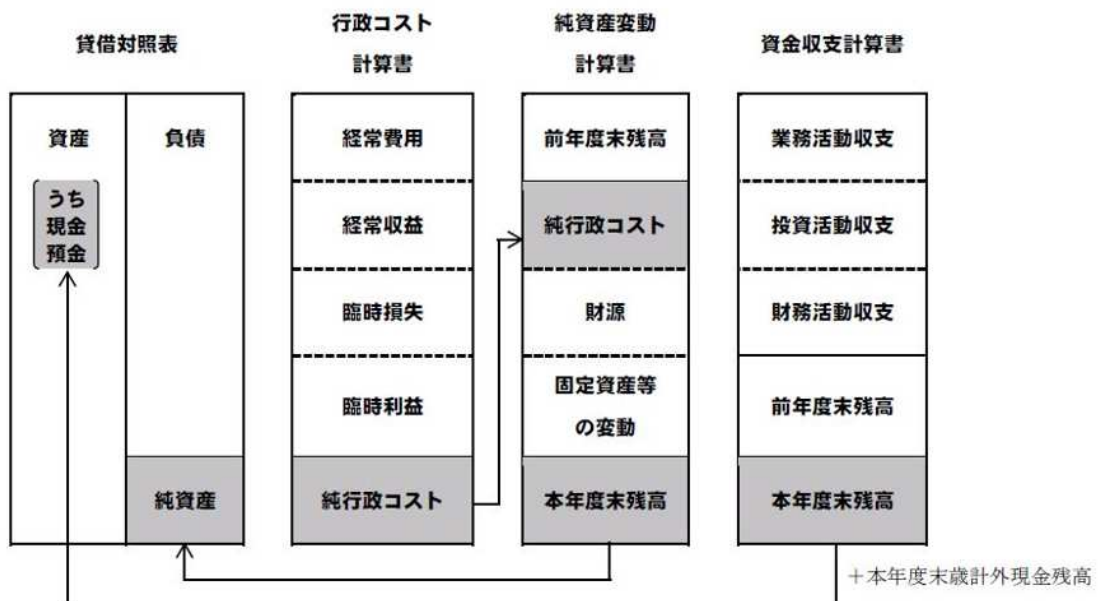 貸借対照表
資産
うち
現金
預金
負債
純資産
行政コスト
計算書
経常費用
経常収益
臨時損失
臨時利益
純行政コスト
純資産変動
計算書
前年度末残高
純行政コスト
財源
固定資産等
の変動
本年度末残高
資金収支計算書
業務活動収支
投資活動収支
財務活動収支
前年度末残高
本年度末残高
＋本年度末歳計外現金残高